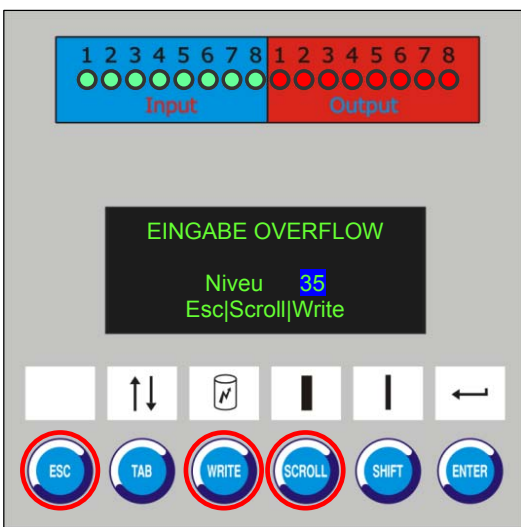 1 2 3 4 5 6 7 8 1 2 3 4 5 6 7 8
Input Output
EINGABE OVERFLOW
Niveu 35
Esc|Scroll|Write
ESC TAB WRITE SCROLL SHIFT ENTER